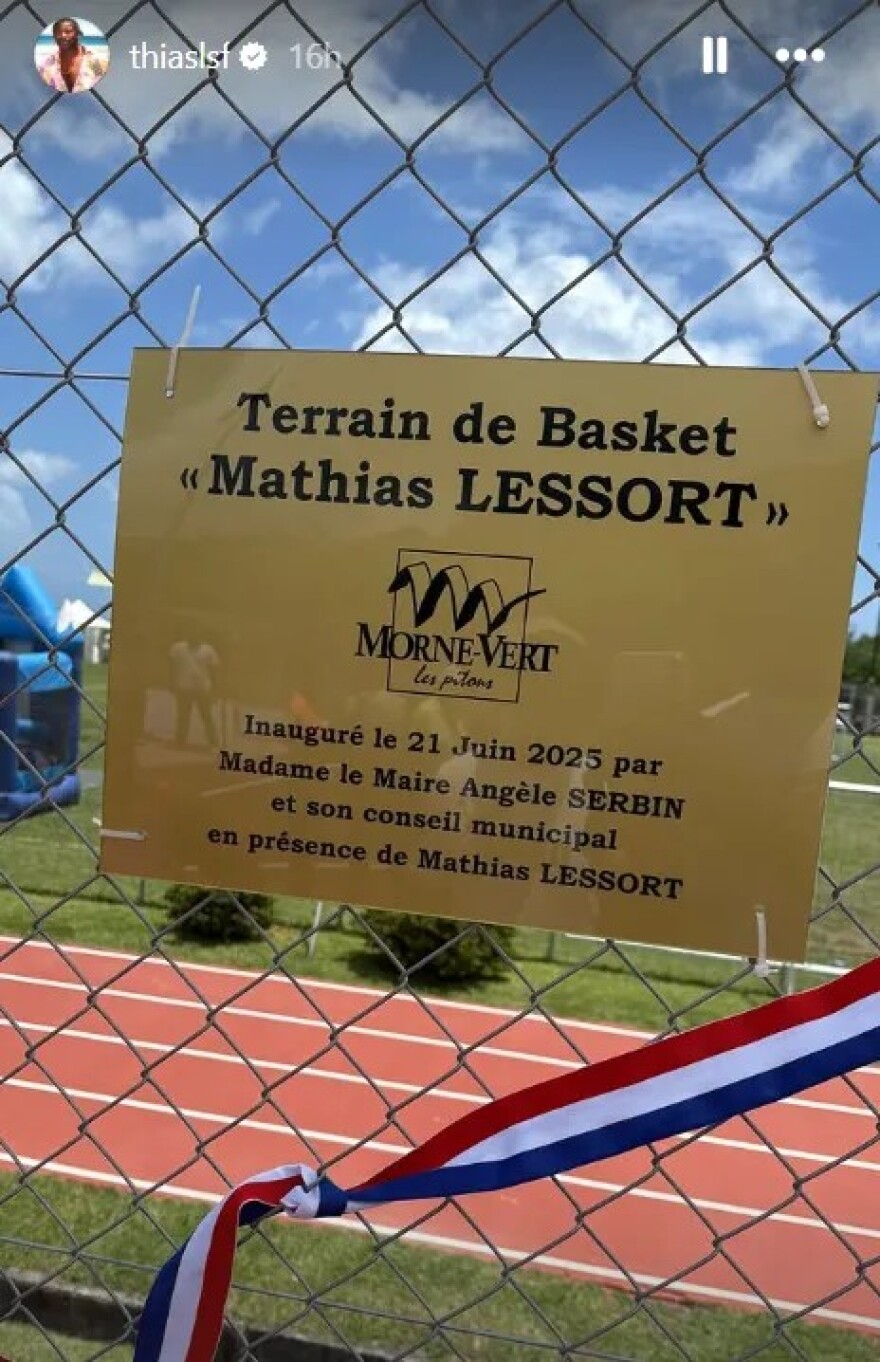 thiaslsf 16h
Terrain de Basket
«Mathias LESSORT»
MORNE-VERT
les pitons
Inauguré le 21 Juin 2025 par
Madame le Maire Angèle SERBIN
et son conseil municipal
en présence de Mathias LESSORT